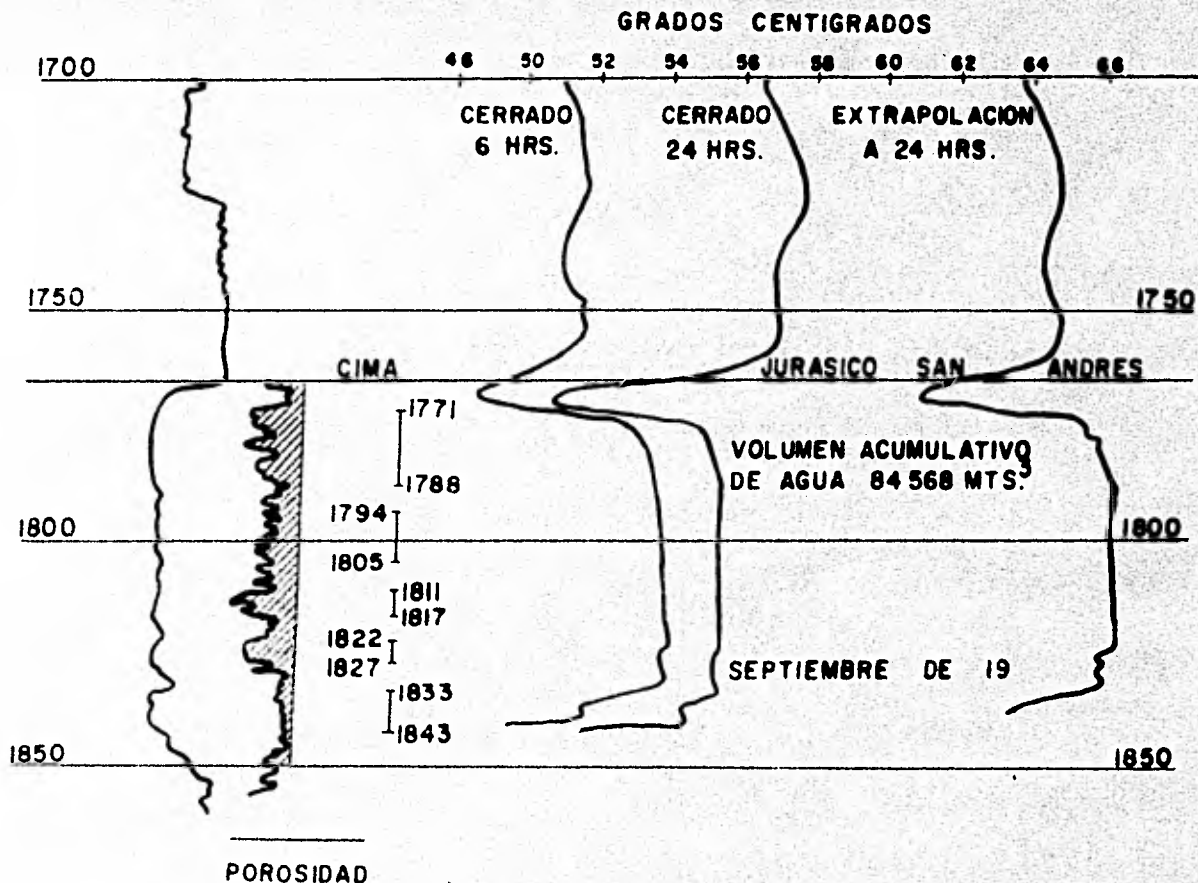 GRADOS CENTIGRADOS
46 50 52 54 56 58 60 62 64 66
1700
CERRADO
6 HRS.
CERRADO
24 HRS.
EXTRAPOLACION
A 24 HRS.
1750 1750
CIMA JURASICO SAN ANDRES
1771
1788
VOLUMEN ACUMULATIVO
DE AGUA 84 568 MTS.3
1794
1800 1800
1805
1811
1817
1822
1827
SEPTIEMBRE DE 19
1833
1843
1850 1850
POROSIDAD